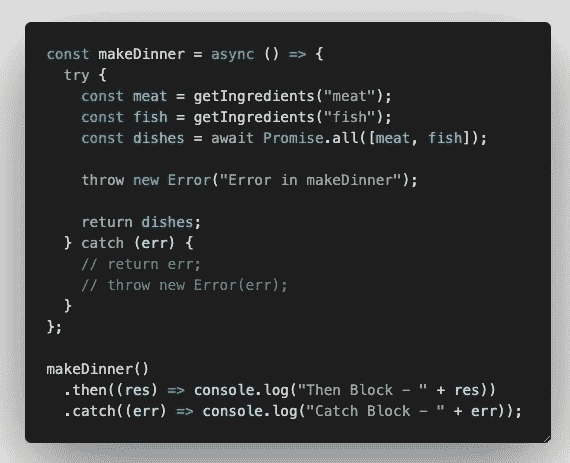 const makeDinner = async () => {
  try {
    const meat = getIngredients("meat");
    const fish = getIngredients("fish");
    const dishes = await Promise.all([meat, fish]);

    throw new Error("Error in makeDinner");

    return dishes;
  } catch (err) {
    // return err;
    // throw new Error(err);
  }
};

makeDinner()
  .then((res) => console.log("Then Block - " + res))
  .catch((err) => console.log("Catch Block - " + err));